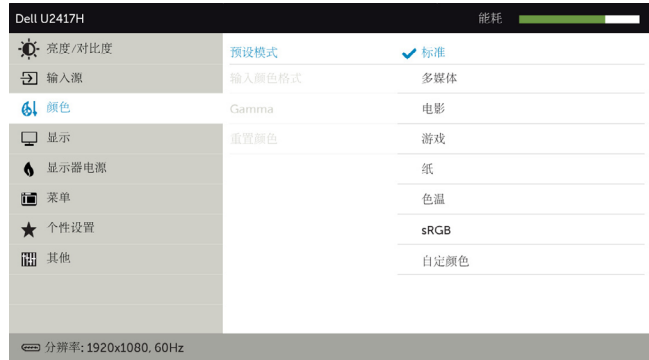 Dell U2417H
能耗
亮度/对比度
输入源
颜色
显示
显示器电源
菜单
个性设置
其他
预设模式
输入颜色格式
Gamma
重置颜色
标准
多媒体
电影
游戏
纸
色温
sRGB
自定颜色
分辨率: 1920x1080, 60Hz